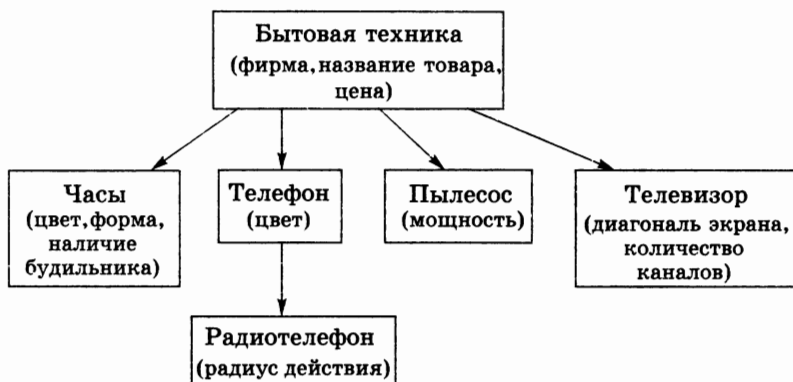 Бытовая техника
(фирма,название товара,
цена)
Часы
(цвет,форма,
наличие
будильника)
Телефон
(цвет)
Пылесос
(мощность)
Телевизор
(диагональ экрана,
количество
каналов)
Радиотелефон
(радиус действия)